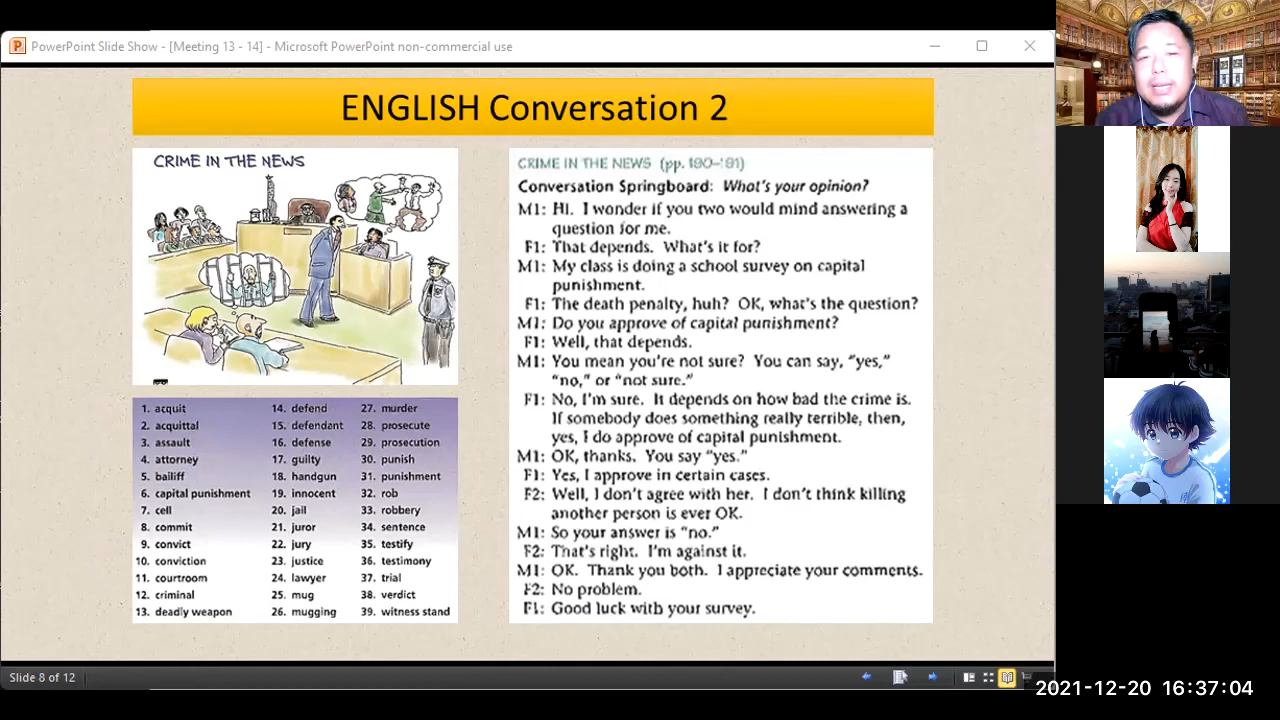 PowerPoint Slide Show - [Meeting 13 - 14] - Microsoft PowerPoint non-commercial use
ENGLISH Conversation 2
CRIME IN THE NEWS
1. acquit
2. acquittal
3. assault
4. attorney
5. bailiff
6. capital punishment
7. cell
8. commit
9. convict
10. conviction
11. courtroom
12. criminal
13. deadly weapon
14. defend
15. defendant
16. defense
17. guilty
18. handgun
19. innocent
20. jail
21. juror
22. jury
23. justice
24. lawyer
25. mug
26. mugging
27. murder
28. prosecute
29. prosecution
30. punish
31. punishment
32. rob
33. robbery
34. sentence
35. testify
36. testimony
37. trial
38. verdict
39. witness stand
CRIME IN THE NEWS (pp. 190–191)
Conversation Springboard: What's your opinion?
M1: Hi. I wonder if you two would mind answering a
question for me.
F1: That depends. What's it for?
M1: My class is doing a school survey on capital
punishment.
F1: The death penalty, huh? OK, what's the question?
M1: Do you approve of capital punishment?
F1: Well, that depends.
M1: You mean you're not sure? You can say, "yes,"
"no," or "not sure."
F1: No, I'm sure. It depends on how bad the crime is.
If somebody does something really terrible, then,
yes, I do approve of capital punishment.
M1: OK, thanks. You say "yes."
F1: Yes, I approve in certain cases.
F2: Well, I don't agree with her. I don't think killing
another person is ever OK.
M1: So your answer is "no."
F2: That's right. I'm against it.
M1: OK. Thank you both. I appreciate your comments.
F2: No problem.
F1: Good luck with your survey.
Slide 8 of 12
2021-12-20 16:37:04